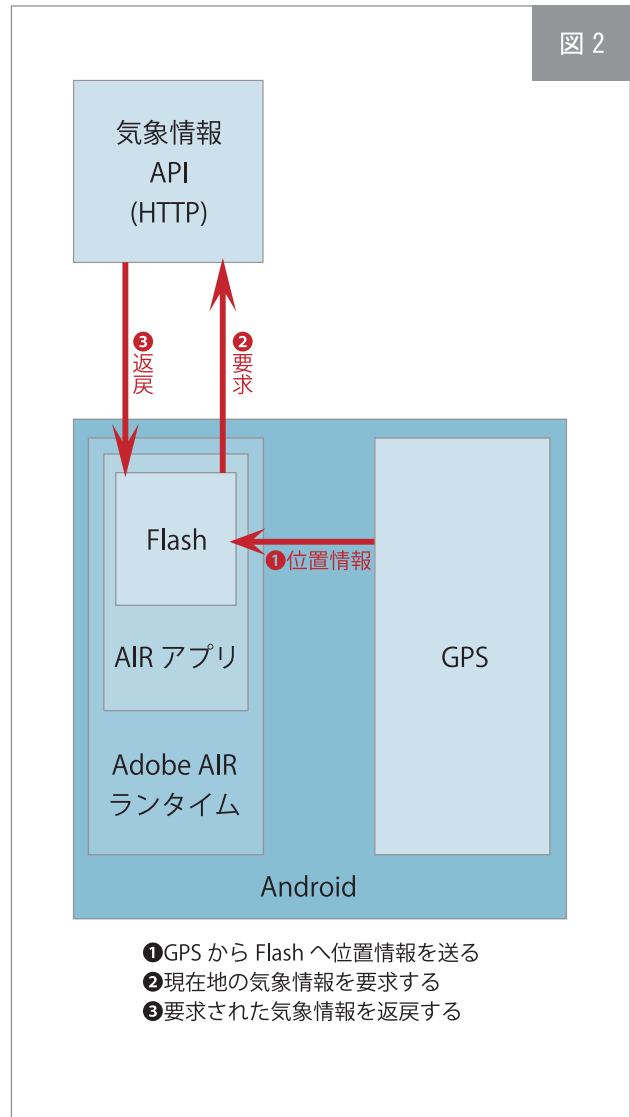 図 2
気象情報
API
(HTTP)
❸返戻
❷要求
Flash
❶位置情報
AIR アプリ
GPS
Adobe AIR
ランタイム
Android
❶GPS から Flash へ位置情報を送る
❷現在地の気象情報を要求する
❸要求された気象情報を返戻する